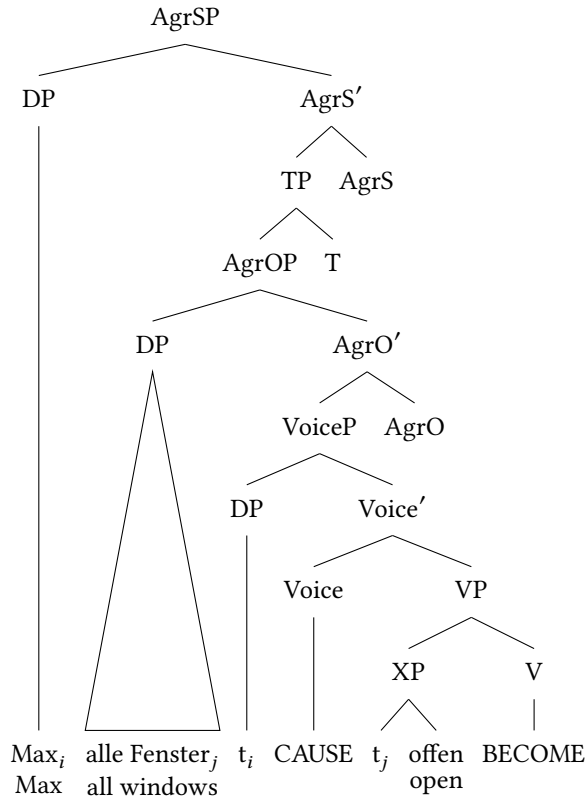 AgrSP
DP AgrS′
TP AgrS
AgrOP T
DP AgrO′
VoiceP AgrO
DP Voice′
Voice VP
XP V
Maxᵢ alle Fensterⱼ tᵢ CAUSE tⱼ offen BECOME
Max all windows open